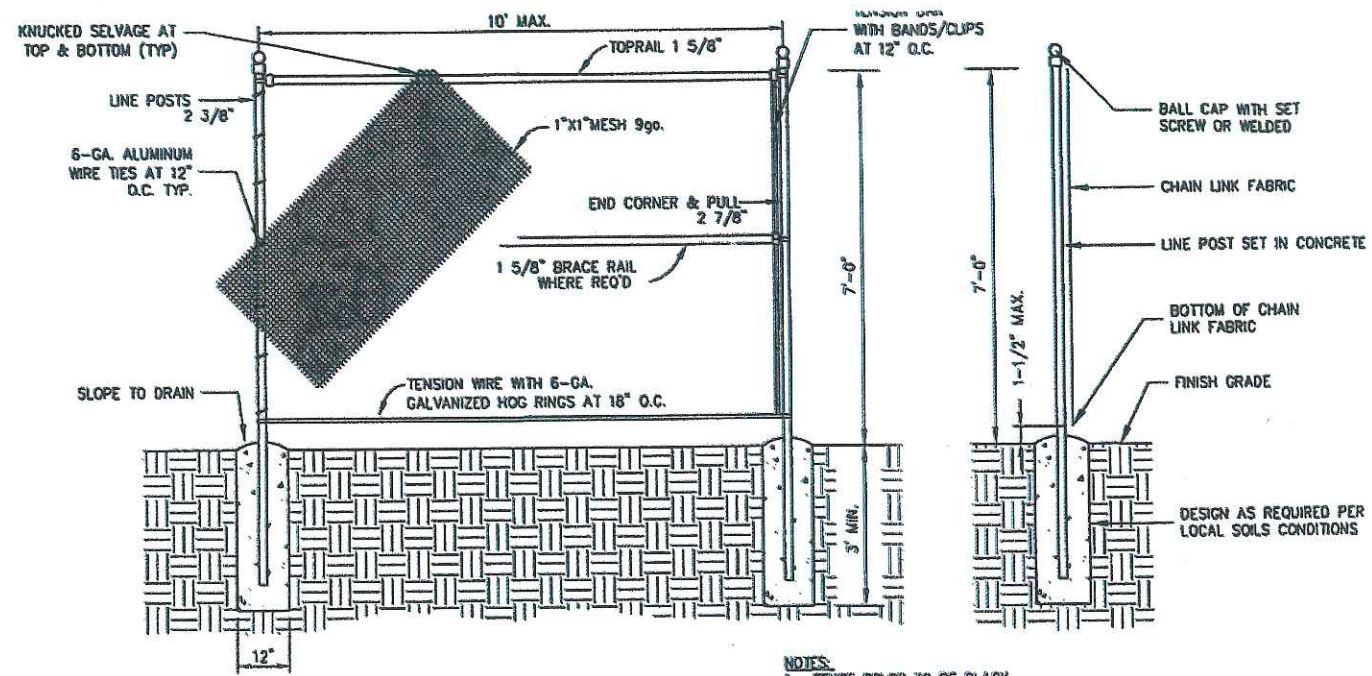 KNUCKED SELVAGE AT
TOP & BOTTOM (TYP)
10' MAX.
TOPRAIL 1 5/8"
WITH BANDS/CLIPS
AT 12" O.C.
LINE POSTS
2 3/8"
1"X1" MESH 9ga.
6-GA. ALUMINUM
WIRE TIES AT 12"
O.C. TYP.
END CORNER & PULL
2 7/8"
1 5/8" BRACE RAIL
WHERE REQ'D
7'-0"
SLOPE TO DRAIN
TENSION WIRE WITH 6-GA.
GALVANIZED HOG RINGS AT 18" O.C.
3' MIN.
12"
7'-0"
1-1/2" MAX.
BALL CAP WITH SET
SCREW OR WELDED
CHAIN LINK FABRIC
LINE POST SET IN CONCRETE
BOTTOM OF CHAIN
LINK FABRIC
FINISH GRADE
DESIGN AS REQUIRED PER
LOCAL SOILS CONDITIONS
NOTES: